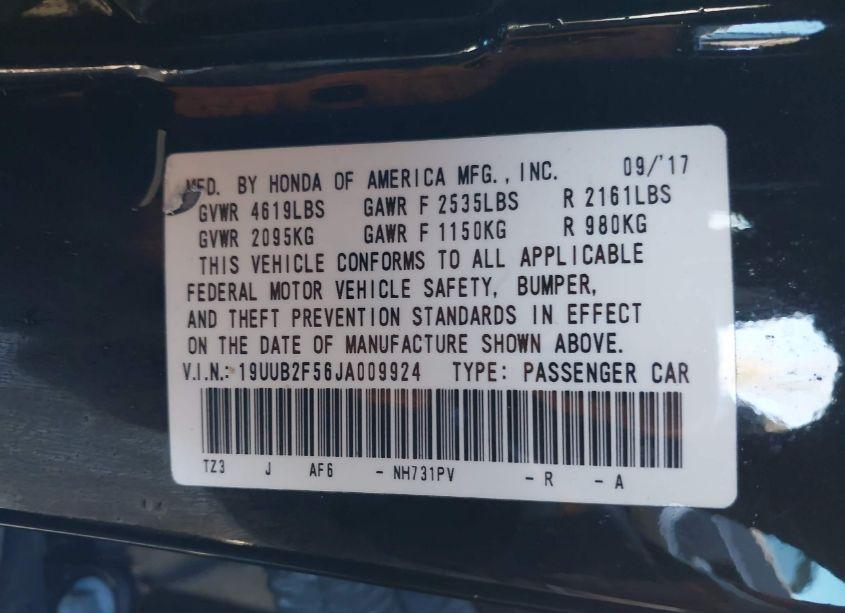 MFD. BY HONDA OF AMERICA MFG., INC. 09/'17
GVWR 4619LBS GAWR F 2535LBS R 2161LBS
GVWR 2095KG GAWR F 1150KG R 980KG
THIS VEHICLE CONFORMS TO ALL APPLICABLE
FEDERAL MOTOR VEHICLE SAFETY, BUMPER,
AND THEFT PREVENTION STANDARDS IN EFFECT
ON THE DATE OF MANUFACTURE SHOWN ABOVE.
V.I.N.: 19UUB2F56JA009924 TYPE: PASSENGER CAR
TZ3 J AF6 - NH731PV - R - A